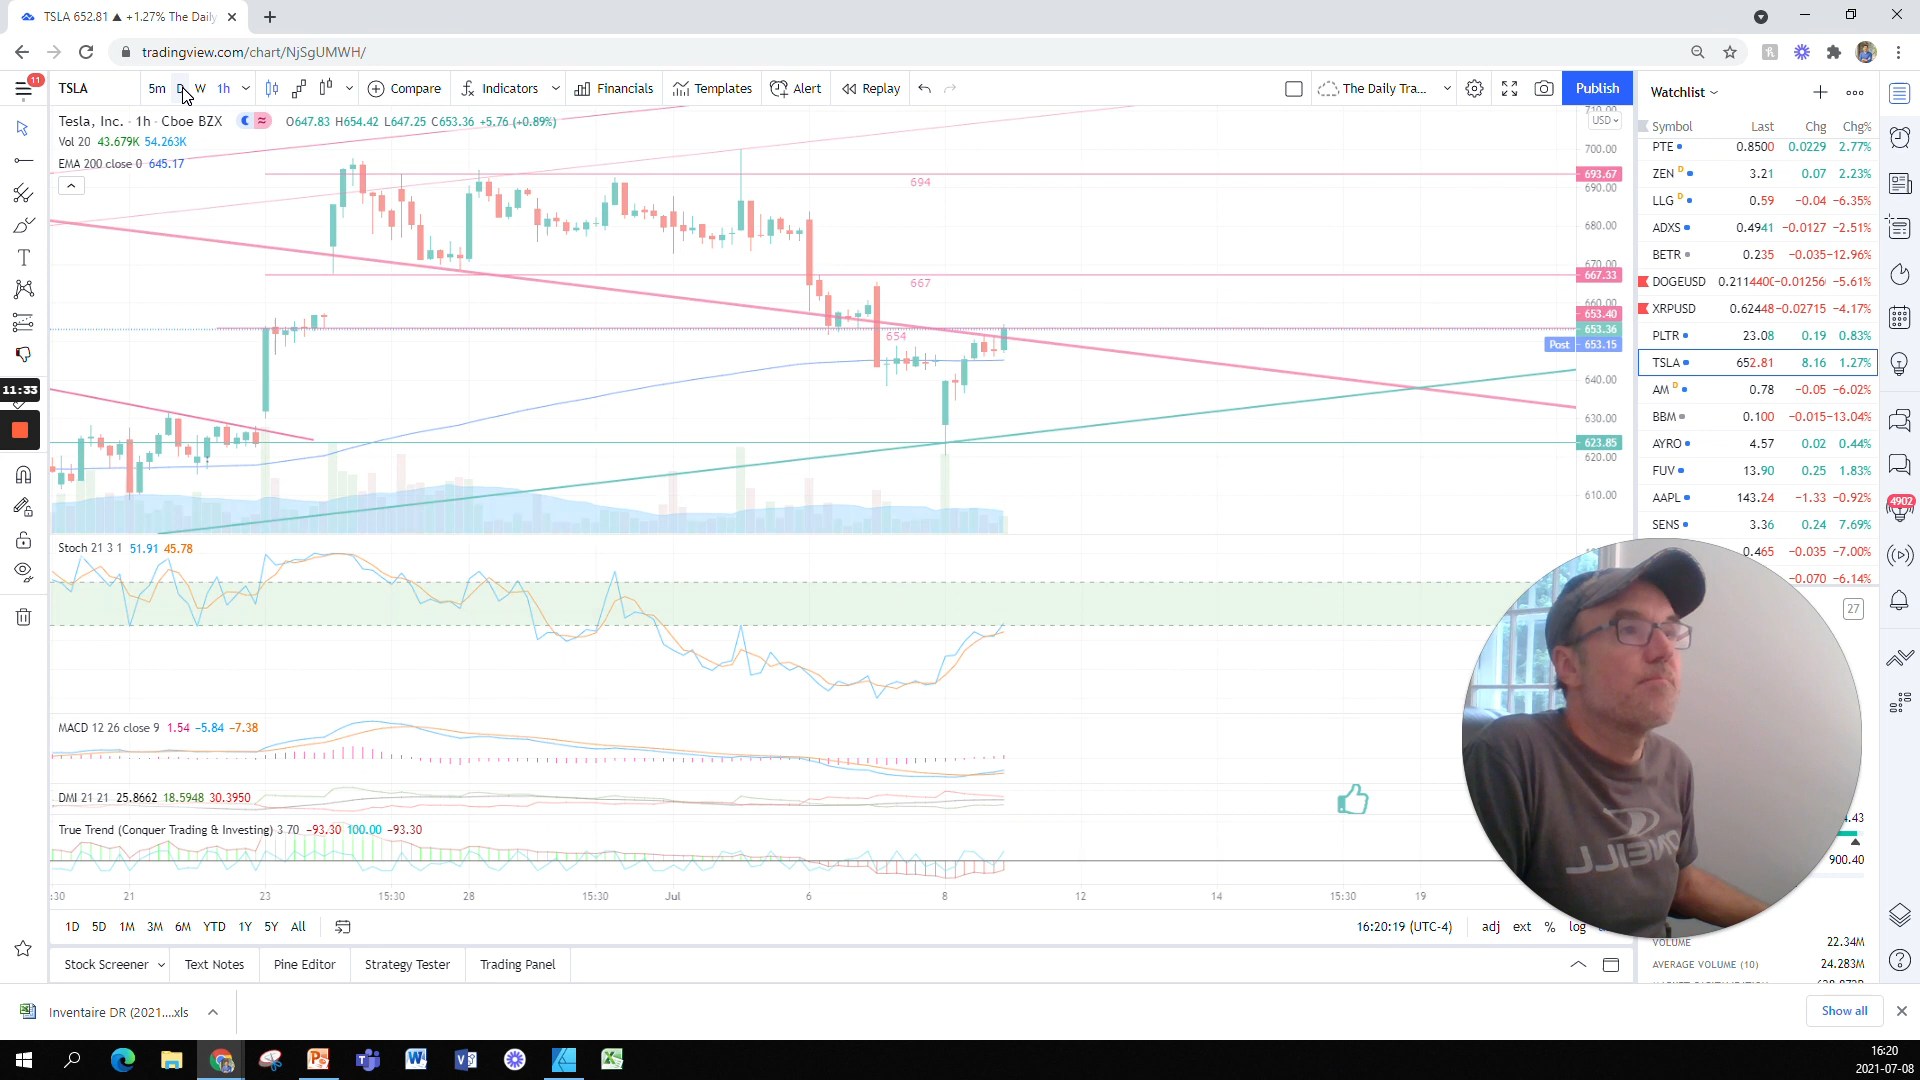 TSLA 652.81 ▲ +1.27% The Daily
tradingview.com/chart/NjSgUMWH/
11
TSLA 5m D W 1h Compare Indicators Financials Templates Alert Replay The Daily Tra... Publish
Tesla, Inc. · 1h · Cboe BZX O647.83 H654.42 L647.25 C653.36 +5.76 (+0.89%)
Vol 20 43.679K 54.263K
EMA 200 close 0 645.17
USD
700.00
693.67
690.00
680.00
670.00
667.33
660.00
653.40
653.36
Post 653.15
640.00
630.00
623.85
620.00
610.00
694
667
654
11:33
Stoch 21 3 1 51.91 45.78
MACD 12 26 close 9 1.54 −5.84 −7.38
DMI 21 21 25.8662 18.5948 30.3950
True Trend (Conquer Trading & Investing) 3 70 −93.30 100.00 −93.30
:30 21 23 15:30 28 15:30 Jul 6 8 12 14 15:30 19
1D 5D 1M 3M 6M YTD 1Y 5Y All
16:20:19 (UTC-4) adj ext % log
Stock Screener Text Notes Pine Editor Strategy Tester Trading Panel
Watchlist
Symbol Last Chg Chg%
PTE 0.8500 0.0229 2.77%
ZEN D 3.21 0.07 2.23%
LLG D 0.59 −0.04 −6.35%
ADXS 0.4941 −0.0127 −2.51%
BETR 0.235 −0.035 −12.96%
DOGEUSD 0.211440( −0.01256 −5.61%
XRPUSD 0.62448 −0.02715 −4.17%
PLTR 23.08 0.19 0.83%
TSLA 652.81 8.16 1.27%
AM D 0.78 −0.05 −6.02%
BBM 0.100 −0.015 −13.04%
AYRO 4.57 0.02 0.44%
FUV 13.90 0.25 1.83%
AAPL 143.24 −1.33 −0.92%
SENS 3.36 0.24 7.69%
0.465 −0.035 −7.00%
−0.070 −6.14%
4902
27
O'NEILL
.43
900.40
VOLUME 22.34M
AVERAGE VOLUME (10) 24.283M
Inventaire DR (2021....xls
Show all
16:20
2021-07-08